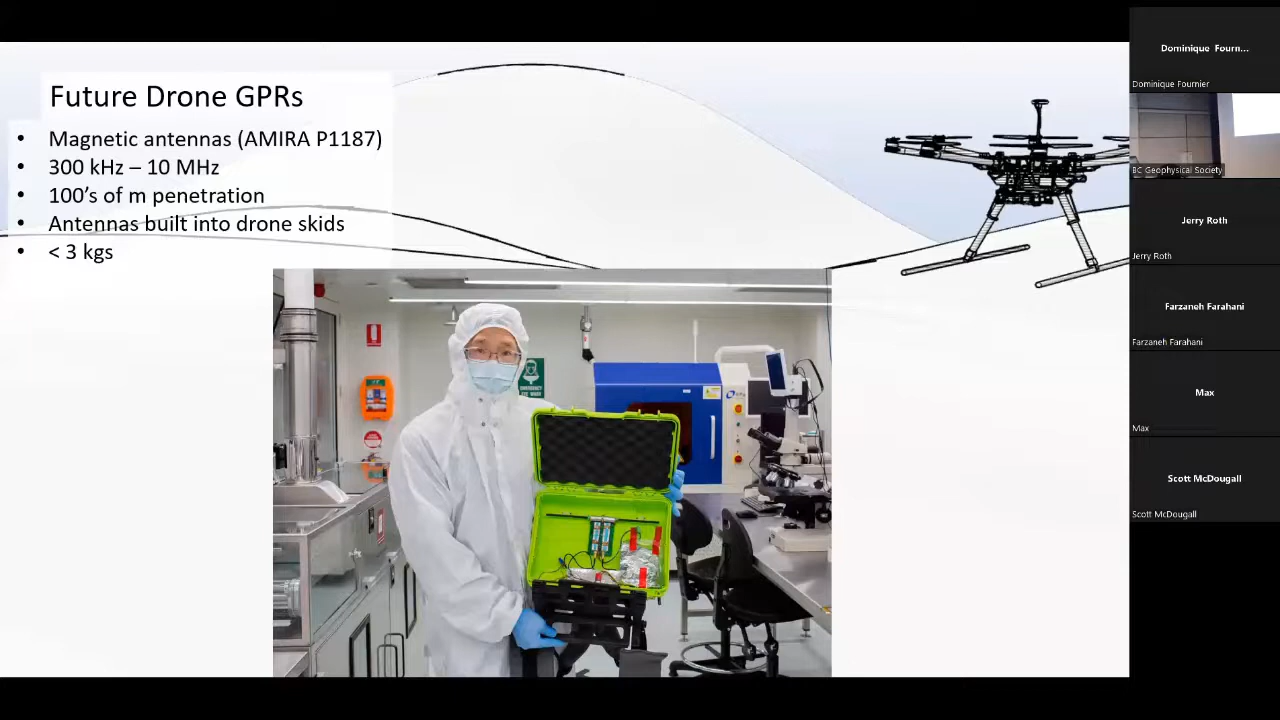 Future Drone GPRs
• Magnetic antennas (AMIRA P1187)
• 300 kHz – 10 MHz
• 100’s of m penetration
• Antennas built into drone skids
• < 3 kgs
Dominique Fourn...
Dominique Fournier
BC Geophysical Society
Jerry Roth
Jerry Roth
Farzaneh Farahani
Farzaneh Farahani
Max
Max
Scott McDougall
Scott McDougall